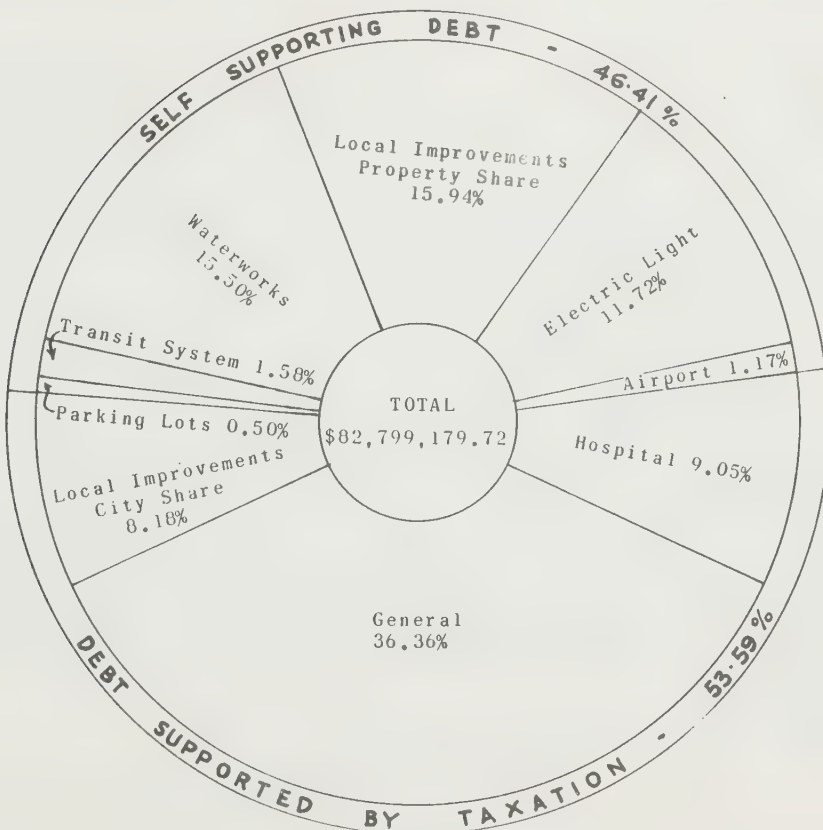 SELF SUPPORTING DEBT - 46.41%
Local Improvements
Property Share
15.94%
Waterworks
15.50%
Electric Light
11.72%
Transit System 1.58%
Airport 1.17%
TOTAL
$82,799,179.72
Parking Lots 0.50%
Hospital 9.05%
Local Improvements
City Share
8.18%
General
36.36%
DEBT SUPPORTED BY TAXATION - 53.59%